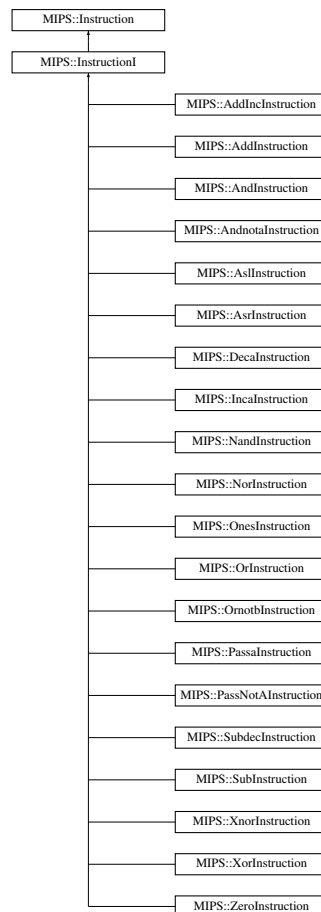 MIPS::Instruction
MIPS::InstructionI
MIPS::AddIncInstruction
MIPS::AddInstruction
MIPS::AndInstruction
MIPS::AndnotaInstruction
MIPS::AslInstruction
MIPS::AsrInstruction
MIPS::DecaInstruction
MIPS::IncaInstruction
MIPS::NandInstruction
MIPS::NorInstruction
MIPS::OnesInstruction
MIPS::OrInstruction
MIPS::OrnotbInstruction
MIPS::PassaInstruction
MIPS::PassNotAInstruction
MIPS::SubdecInstruction
MIPS::SubInstruction
MIPS::XnorInstruction
MIPS::XorInstruction
MIPS::ZeroInstruction